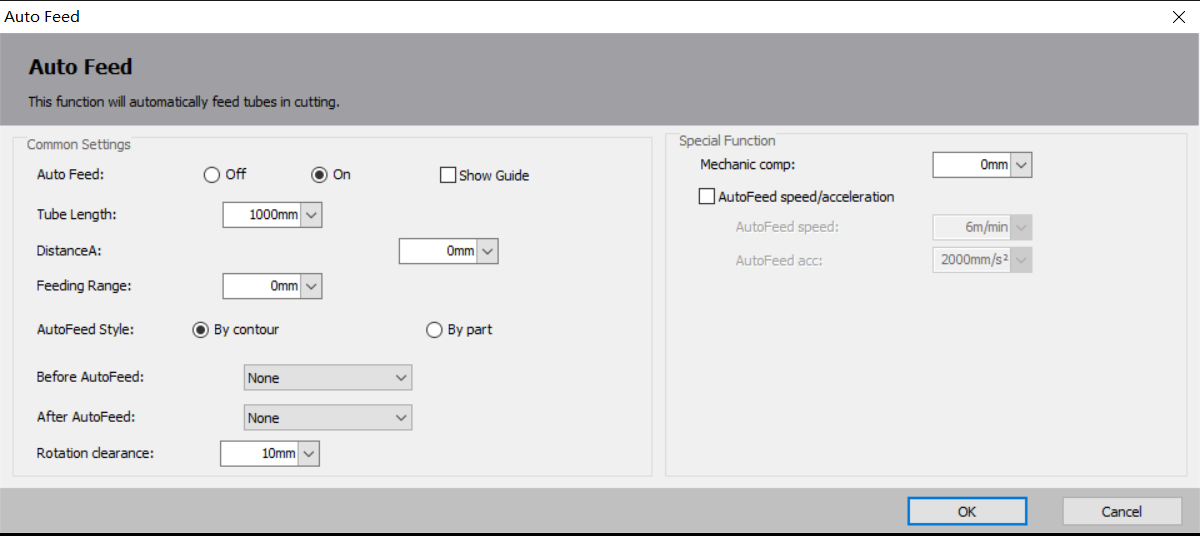 Auto Feed
Auto Feed
This function will automatically feed tubes in cutting.
Common Settings
Auto Feed: Off On Show Guide
Tube Length: 1000mm
DistanceA: 0mm
Feeding Range: 0mm
AutoFeed Style: By contour By part
Before AutoFeed: None
After AutoFeed: None
Rotation clearance: 10mm
Special Function
Mechanic comp: 0mm
AutoFeed speed/acceleration
AutoFeed speed: 6m/min
AutoFeed acc: 2000mm/s²
OK Cancel